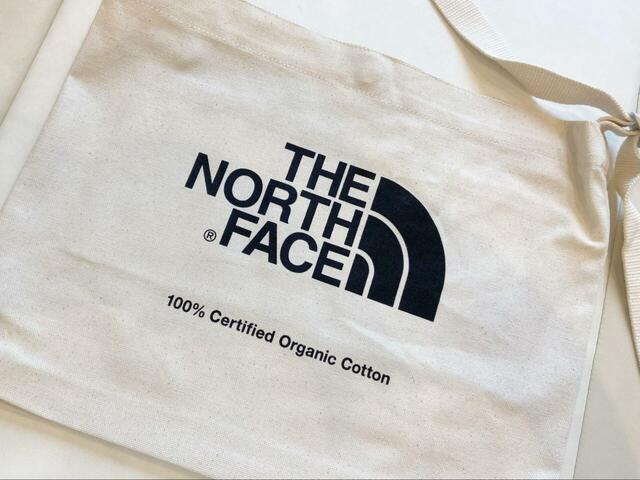 THE
NORTH
® FACE
100% Certified Organic Cotton